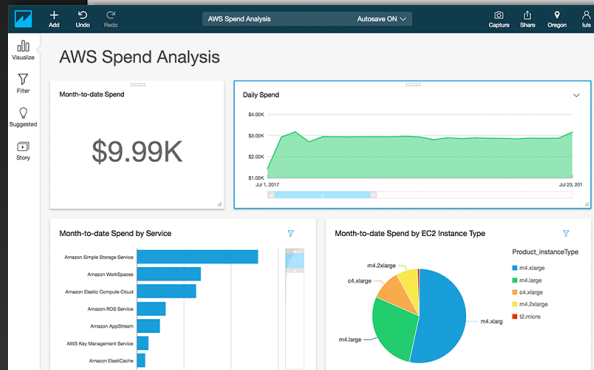 Add
Undo
Redo
AWS Spend Analysis
Autosave ON
Capture
Share
Oregon
luis
Visualize
Filter
Suggested
Story
AWS Spend Analysis
Month-to-date Spend
$9.99K
Daily Spend
$4.00K
$3.00K
$2.00K
$1.00K
Jul 1, 2017
Jul 23, 201
Month-to-date Spend by Service
Amazon Simple Storage Service
Amazon WorkSpaces
Amazon Elastic Compute Cloud
Amazon RDS Service
Amazon AppStream
AWS Key Management Service
Amazon ElastiCache
Month-to-date Spend by EC2 Instance Type
m4.2xlarge
c4.xlarge
m4.large
m4.xlarg
Product_instanceType
m4.xlarge
m4.large
c4.xlarge
m4.2xlarge
t2.micro